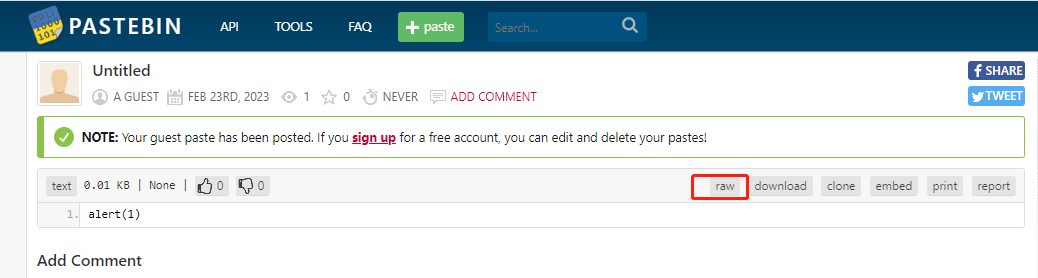 0011
1000
101
PASTEBIN API TOOLS FAQ + paste Search...
Untitled
SHARE
A GUEST FEB 23RD, 2023 1 0 NEVER ADD COMMENT
TWEET
NOTE: Your guest paste has been posted. If you sign up for a free account, you can edit and delete your pastes!
text 0.01 KB | None | 0 0 raw download clone embed print report
1. alert(1)
Add Comment